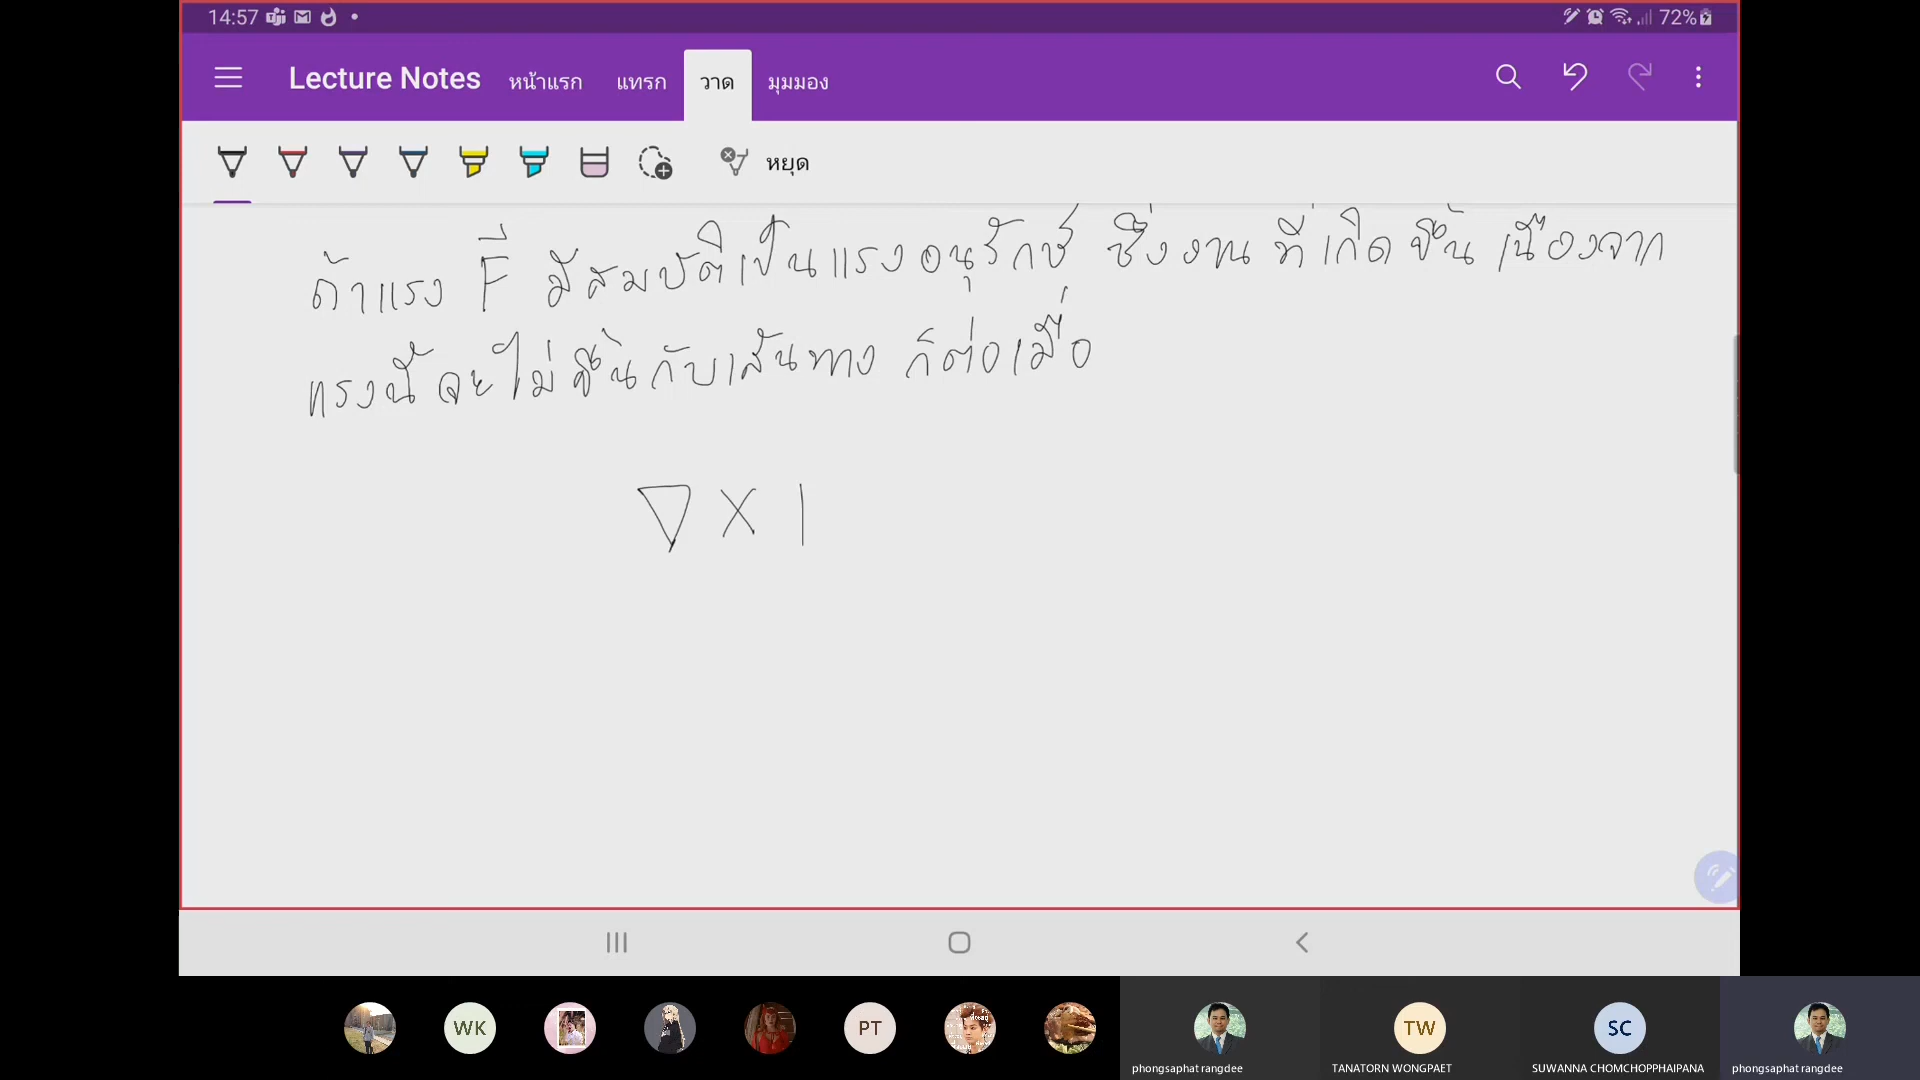 14:57
72%
Lecture Notes หน้าแรก แทรก วาด มุมมอง
หยุด
ถ้าแรง F̄ มีสมบัติเป็นแรงอนุรักษ์ ซึ่งงานที่เกิดขึ้นเนื่องจาก
แรงนี้จะไม่ขึ้นกับเส้นทาง ก็ต่อเมื่อ
∇ × |
WK
PT
TW
SC
phongsaphat rangdee
TANATORN WONGPAET
SUWANNA CHOMCHOPPHAIPANA
phongsaphat rangdee